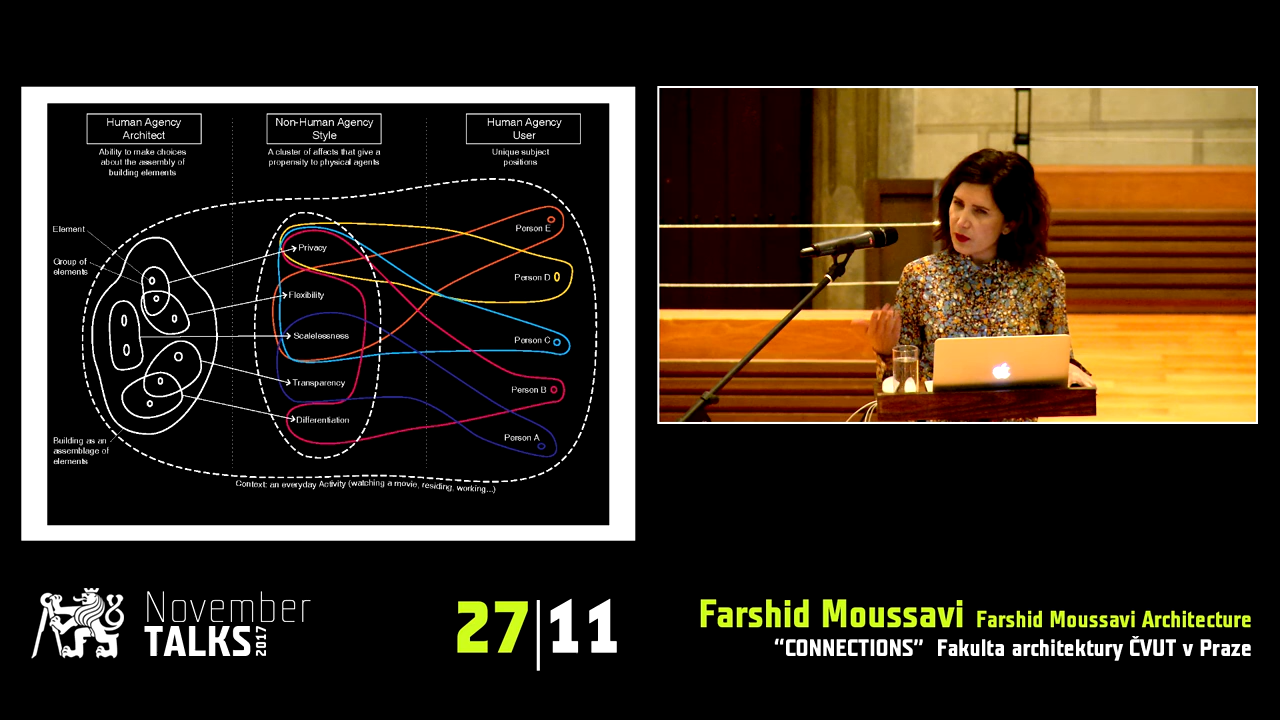 Human Agency
Architect
Ability to make choices
about the assembly of
building elements
Non-Human Agency
Style
A cluster of affects that give a
propensity to physical agents
Human Agency
User
Unique subject
positions
Element
Group of
elements
Building as an
assemblage of
elements
Privacy
Flexibility
Scalelessness
Transparency
Differentiation
Person E
Person D
Person C
Person B
Person A
Context: an everyday Activity (watching a movie, residing, working...)
November
TALKS 2017
27|11
Farshid Moussavi Farshid Moussavi Architecture
“CONNECTIONS” Fakulta architektury ČVUT v Praze